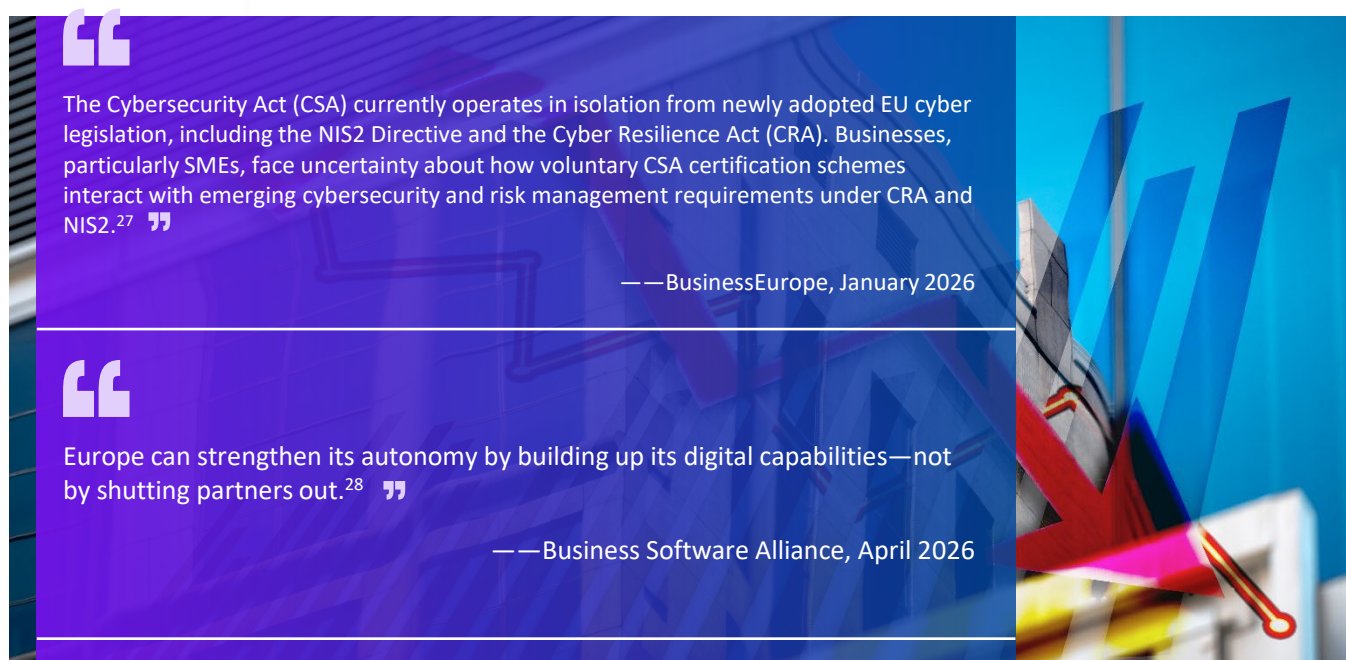 “
The Cybersecurity Act (CSA) currently operates in isolation from newly adopted EU cyber
legislation, including the NIS2 Directive and the Cyber Resilience Act (CRA). Businesses,
particularly SMEs, face uncertainty about how voluntary CSA certification schemes
interact with emerging cybersecurity and risk management requirements under CRA and
NIS2.²⁷ ”
——BusinessEurope, January 2026
“
Europe can strengthen its autonomy by building up its digital capabilities—not
by shutting partners out.²⁸ ”
——Business Software Alliance, April 2026